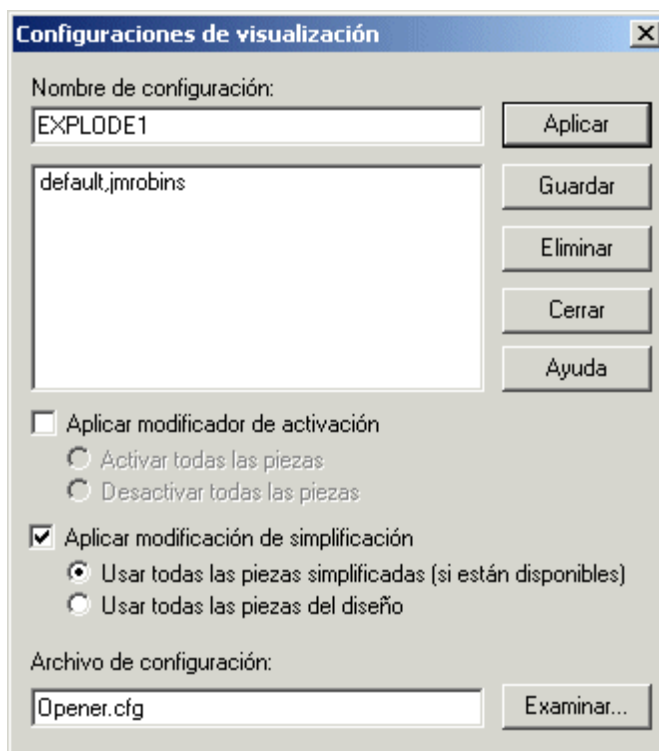 Configuraciones de visualización
Nombre de configuración:
EXPLODE1
Aplicar
default,jmrobins
Guardar
Eliminar
Cerrar
Ayuda
Aplicar modificador de activación
Activar todas las piezas
Desactivar todas las piezas
Aplicar modificación de simplificación
Usar todas las piezas simplificadas (si están disponibles)
Usar todas las piezas del diseño
Archivo de configuración:
Opener.cfg
Examinar...